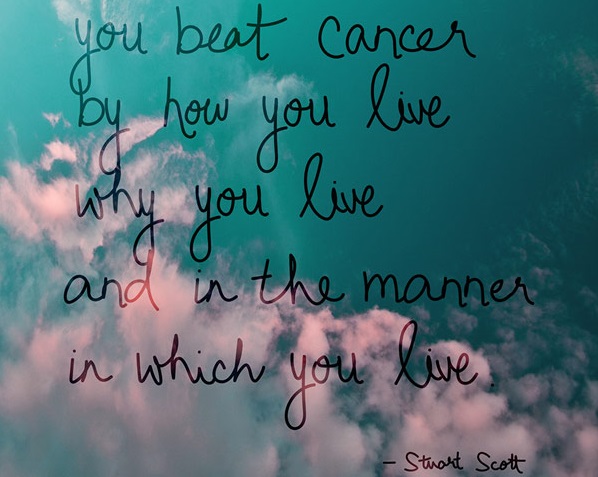 you beat cancer
by how you live
why you live
and in the manner
in which you live.
- Stuart Scott